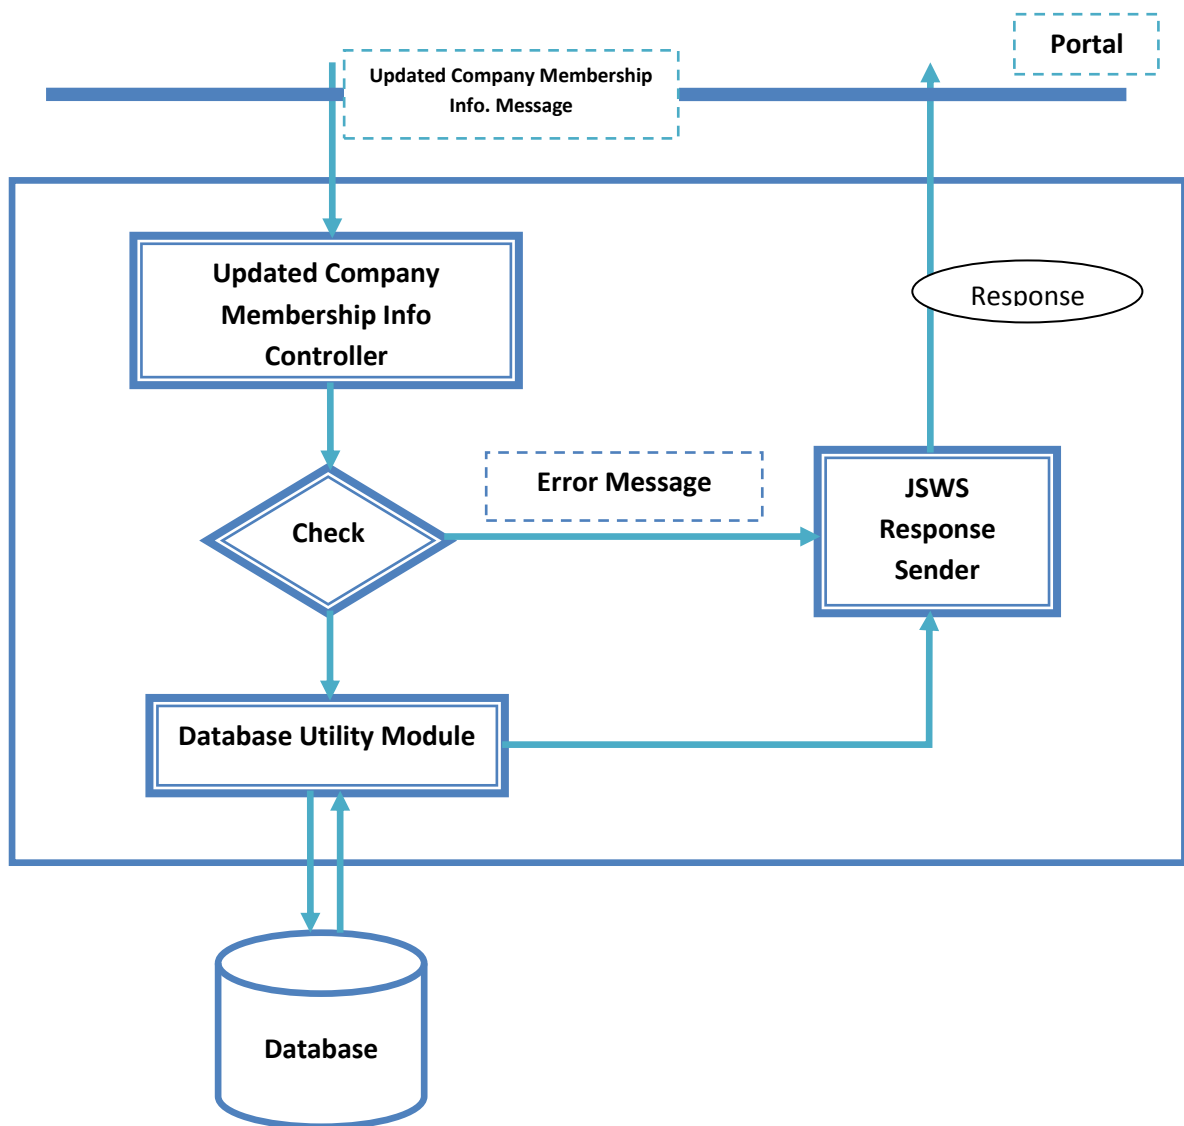 Portal
Updated Company Membership
Info. Message
Updated Company
Membership Info
Controller
Response
Error Message
JSWS
Response
Sender
Check
Database Utility Module
Database